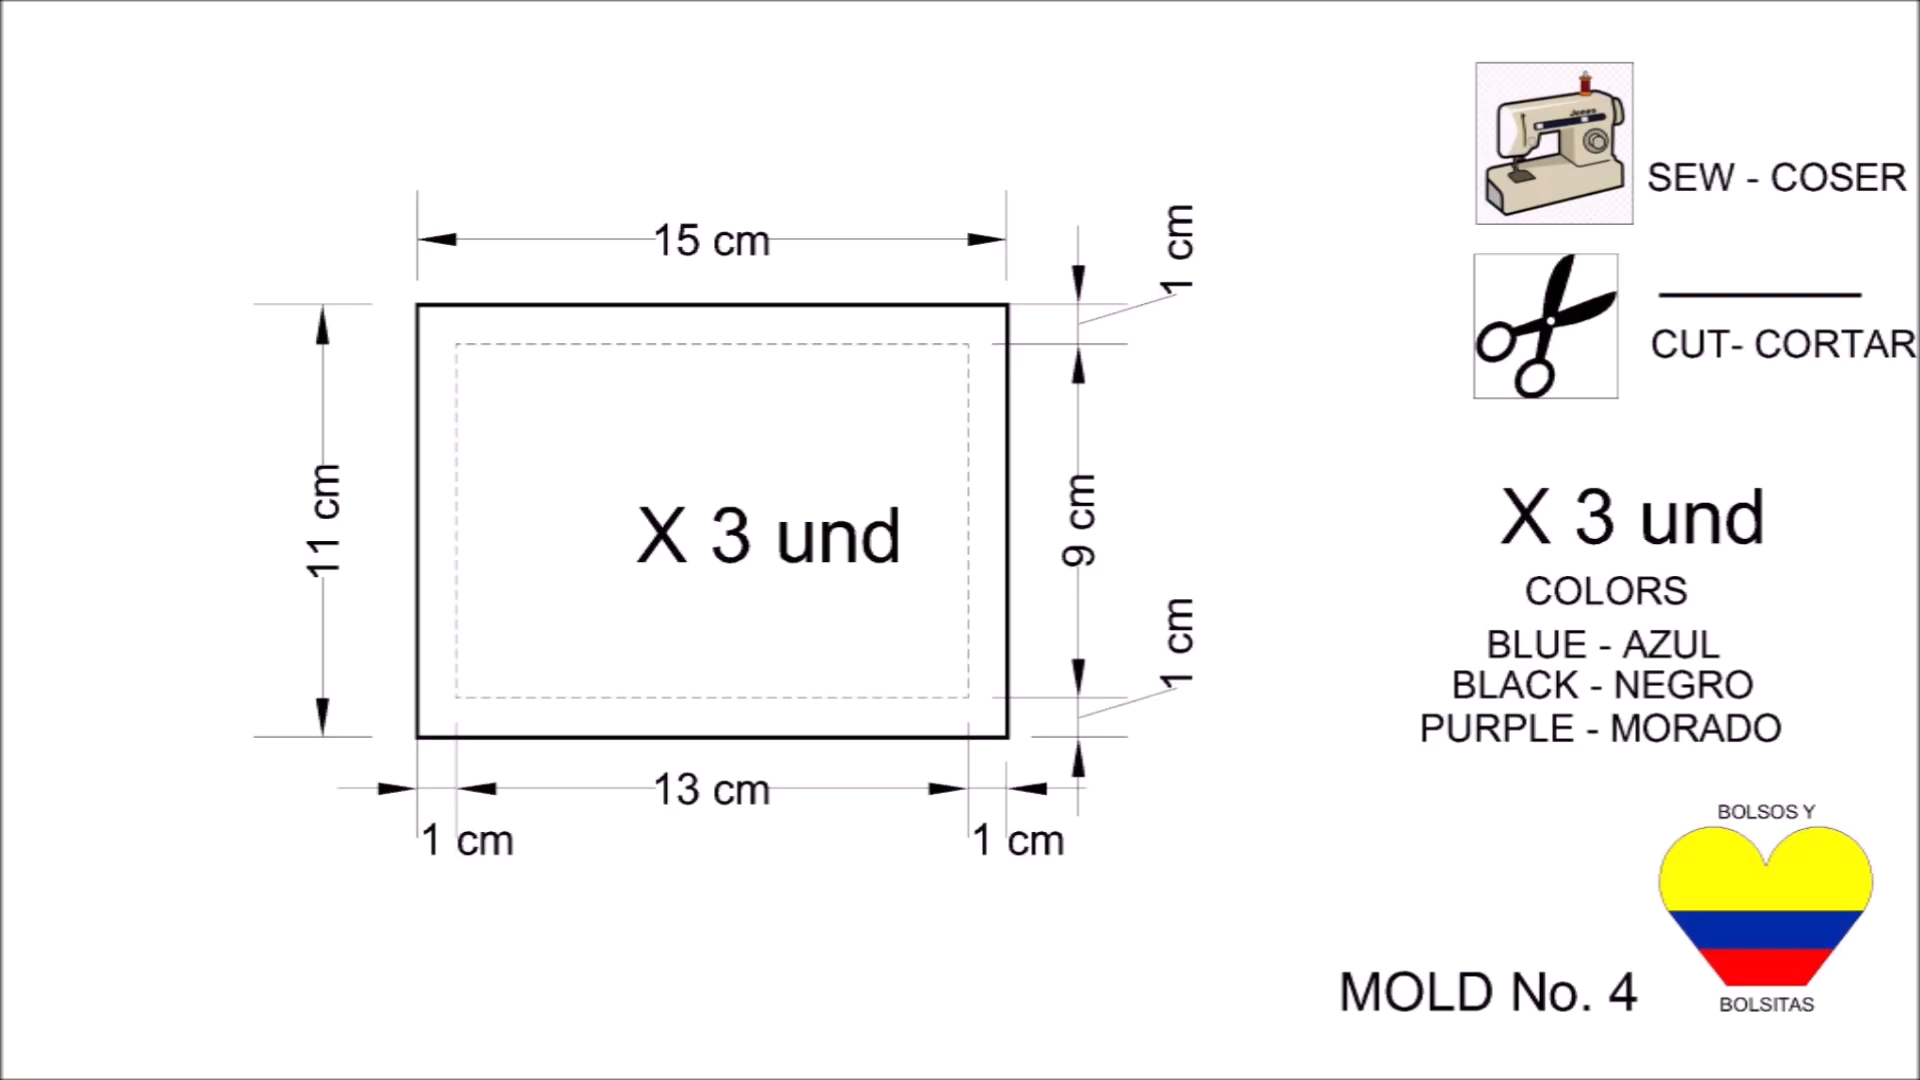 15 cm
1 cm
11 cm
X 3 und
9 cm
1 cm
13 cm
1 cm
1 cm
Jones
SEW - COSER
CUT- CORTAR
X 3 und
COLORS
BLUE - AZUL
BLACK - NEGRO
PURPLE - MORADO
BOLSOS Y
BOLSITAS
MOLD No. 4